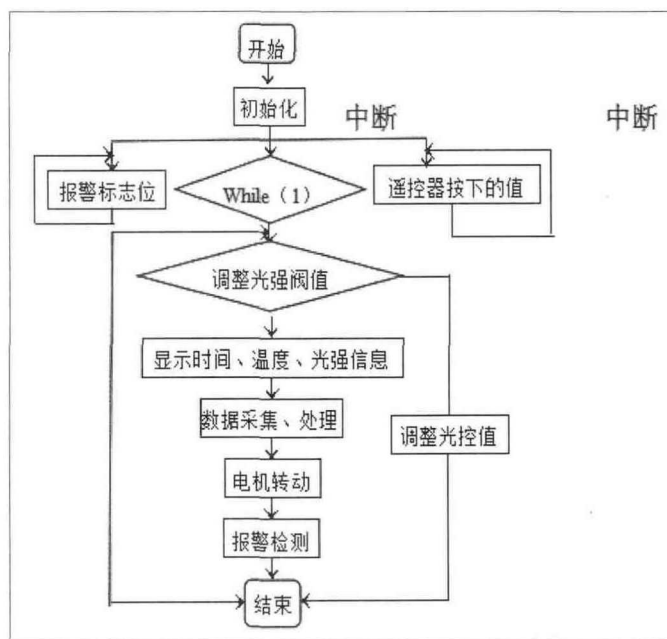 开始
初始化
中断
中断
报警标志位
While（1）
遥控器按下的值
调整光强阀值
显示时间、温度、光强信息
数据采集、处理
调整光控值
电机转动
报警检测
结束